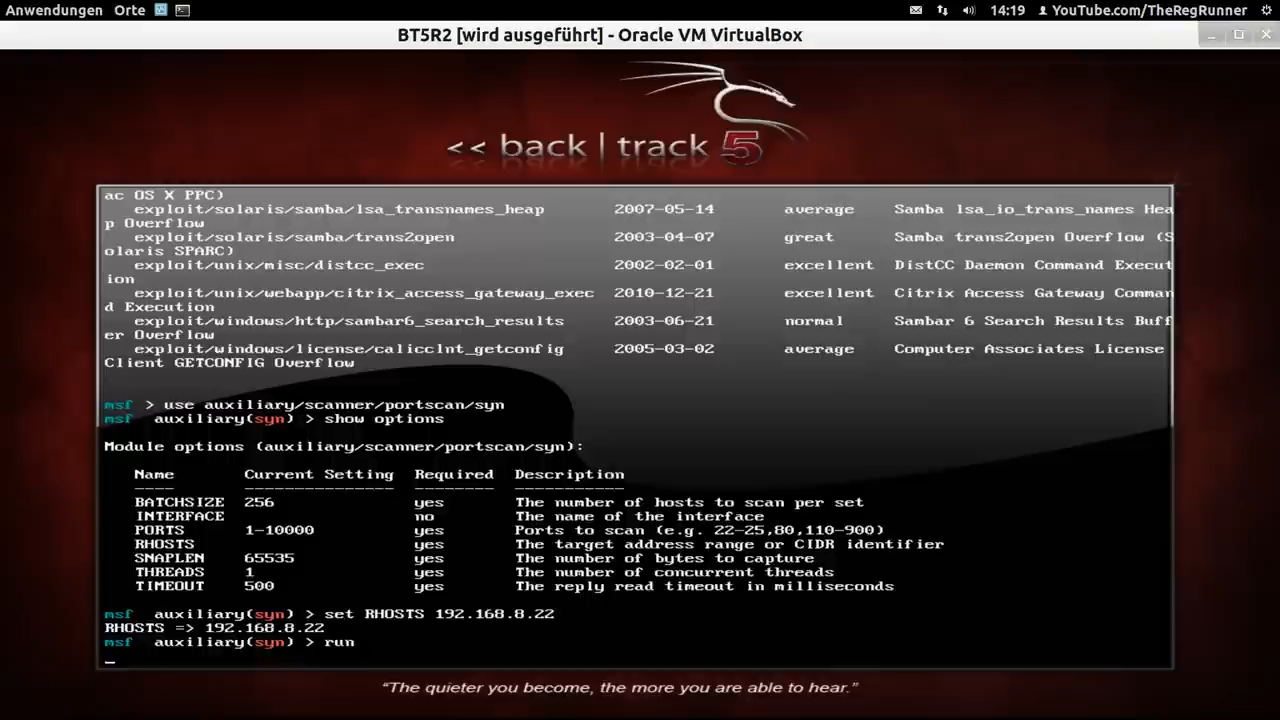 Anwendungen Orte 14:19 YouTube.com/TheRegRunner
BT5R2 [wird ausgeführt] - Oracle VM VirtualBox
<< back | track 5
ac OS X PPC)
exploit/solaris/samba/lsa_transnames_heap 2007-05-14 average Samba lsa_io_trans_names Hea
p Overflow
exploit/solaris/samba/trans2open 2003-04-07 great Samba trans2open Overflow (S
olaris SPARC)
exploit/unix/misc/distcc_exec 2002-02-01 excellent DistCC Daemon Command Execut
ion
exploit/unix/webapp/citrix_access_gateway_exec 2010-12-21 excellent Citrix Access Gateway Comman
d Execution
exploit/windows/http/sambar6_search_results 2003-06-21 normal Sambar 6 Search Results Buff
er Overflow
exploit/windows/license/calicclnt_getconfig 2005-03-02 average Computer Associates License
Client GETCONFIG Overflow
msf > use auxiliary/scanner/portscan/syn
msf auxiliary(syn) > show options
Module options (auxiliary/scanner/portscan/syn):
Name Current Setting Required Description
---- --------------- -------- -----------
BATCHSIZE 256 yes The number of hosts to scan per set
INTERFACE no The name of the interface
PORTS 1-10000 yes Ports to scan (e.g. 22-25,80,110-900)
RHOSTS yes The target address range or CIDR identifier
SNAPLEN 65535 yes The number of bytes to capture
THREADS 1 yes The number of concurrent threads
TIMEOUT 500 yes The reply read timeout in milliseconds
msf auxiliary(syn) > set RHOSTS 192.168.8.22
RHOSTS => 192.168.8.22
msf auxiliary(syn) > run
“The quieter you become, the more you are able to hear.”